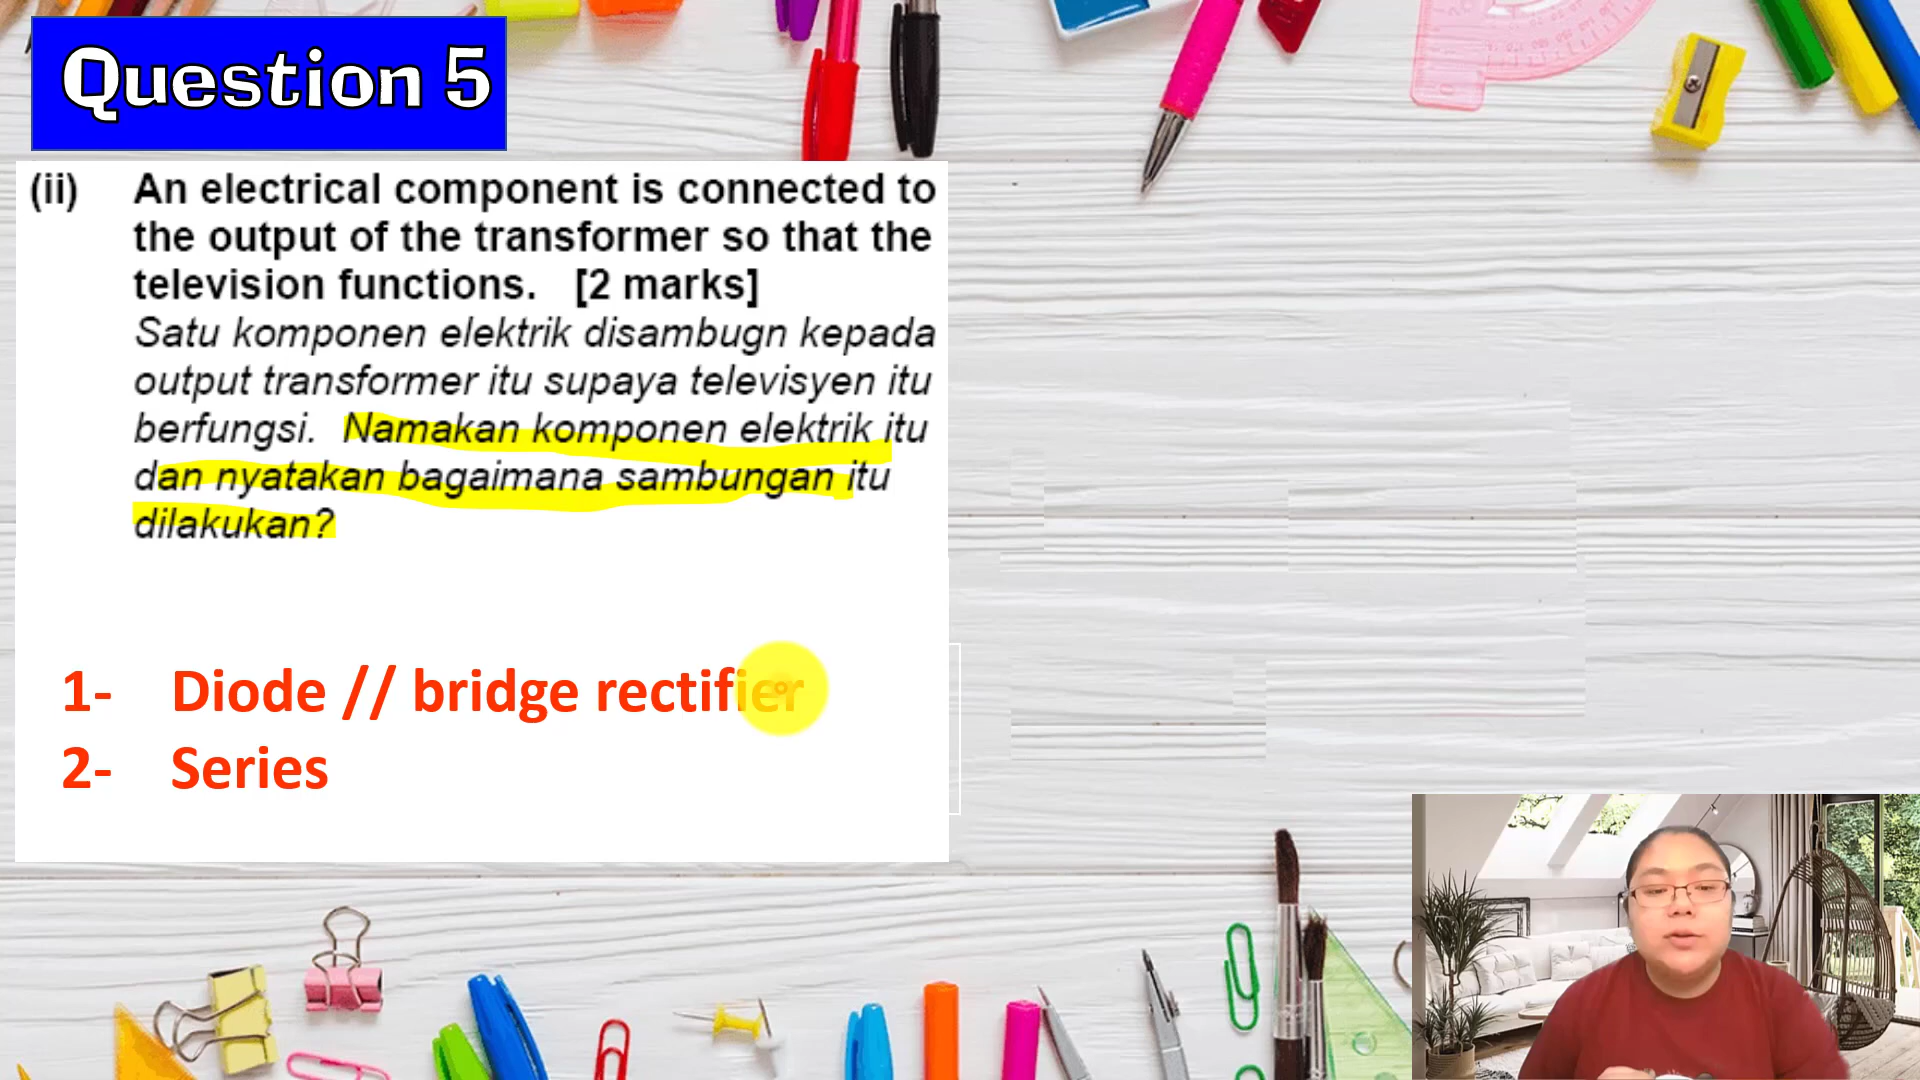 Question 5
(ii) An electrical component is connected to
the output of the transformer so that the
television functions. [2 marks]
Satu komponen elektrik disambugn kepada
output transformer itu supaya televisyen itu
berfungsi. Namakan komponen elektrik itu
dan nyatakan bagaimana sambungan itu
dilakukan?
1- Diode // bridge rectifier
2- Series